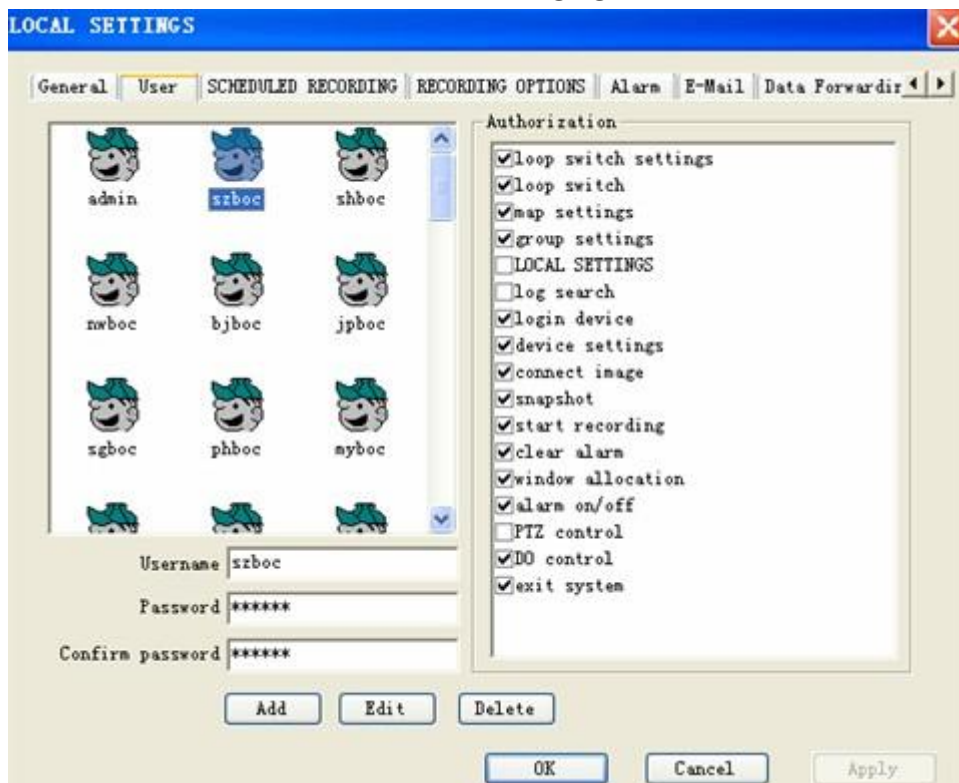 LOCAL SETTINGS
General User SCHEDULED RECORDING RECORDING OPTIONS Alarm E-Mail Data Forwardir
admin szboc shboc
nwboc bjboc jpboc
sgboc phboc myboc
Username szboc
Password ******
Confirm password ******
Add Edit Delete
Authorization
loop switch settings
loop switch
map settings
group settings
LOCAL SETTINGS
log search
login device
device settings
connect image
snapshot
start recording
clear alarm
window allocation
alarm on/off
PTZ control
DO control
exit system
OK Cancel Apply